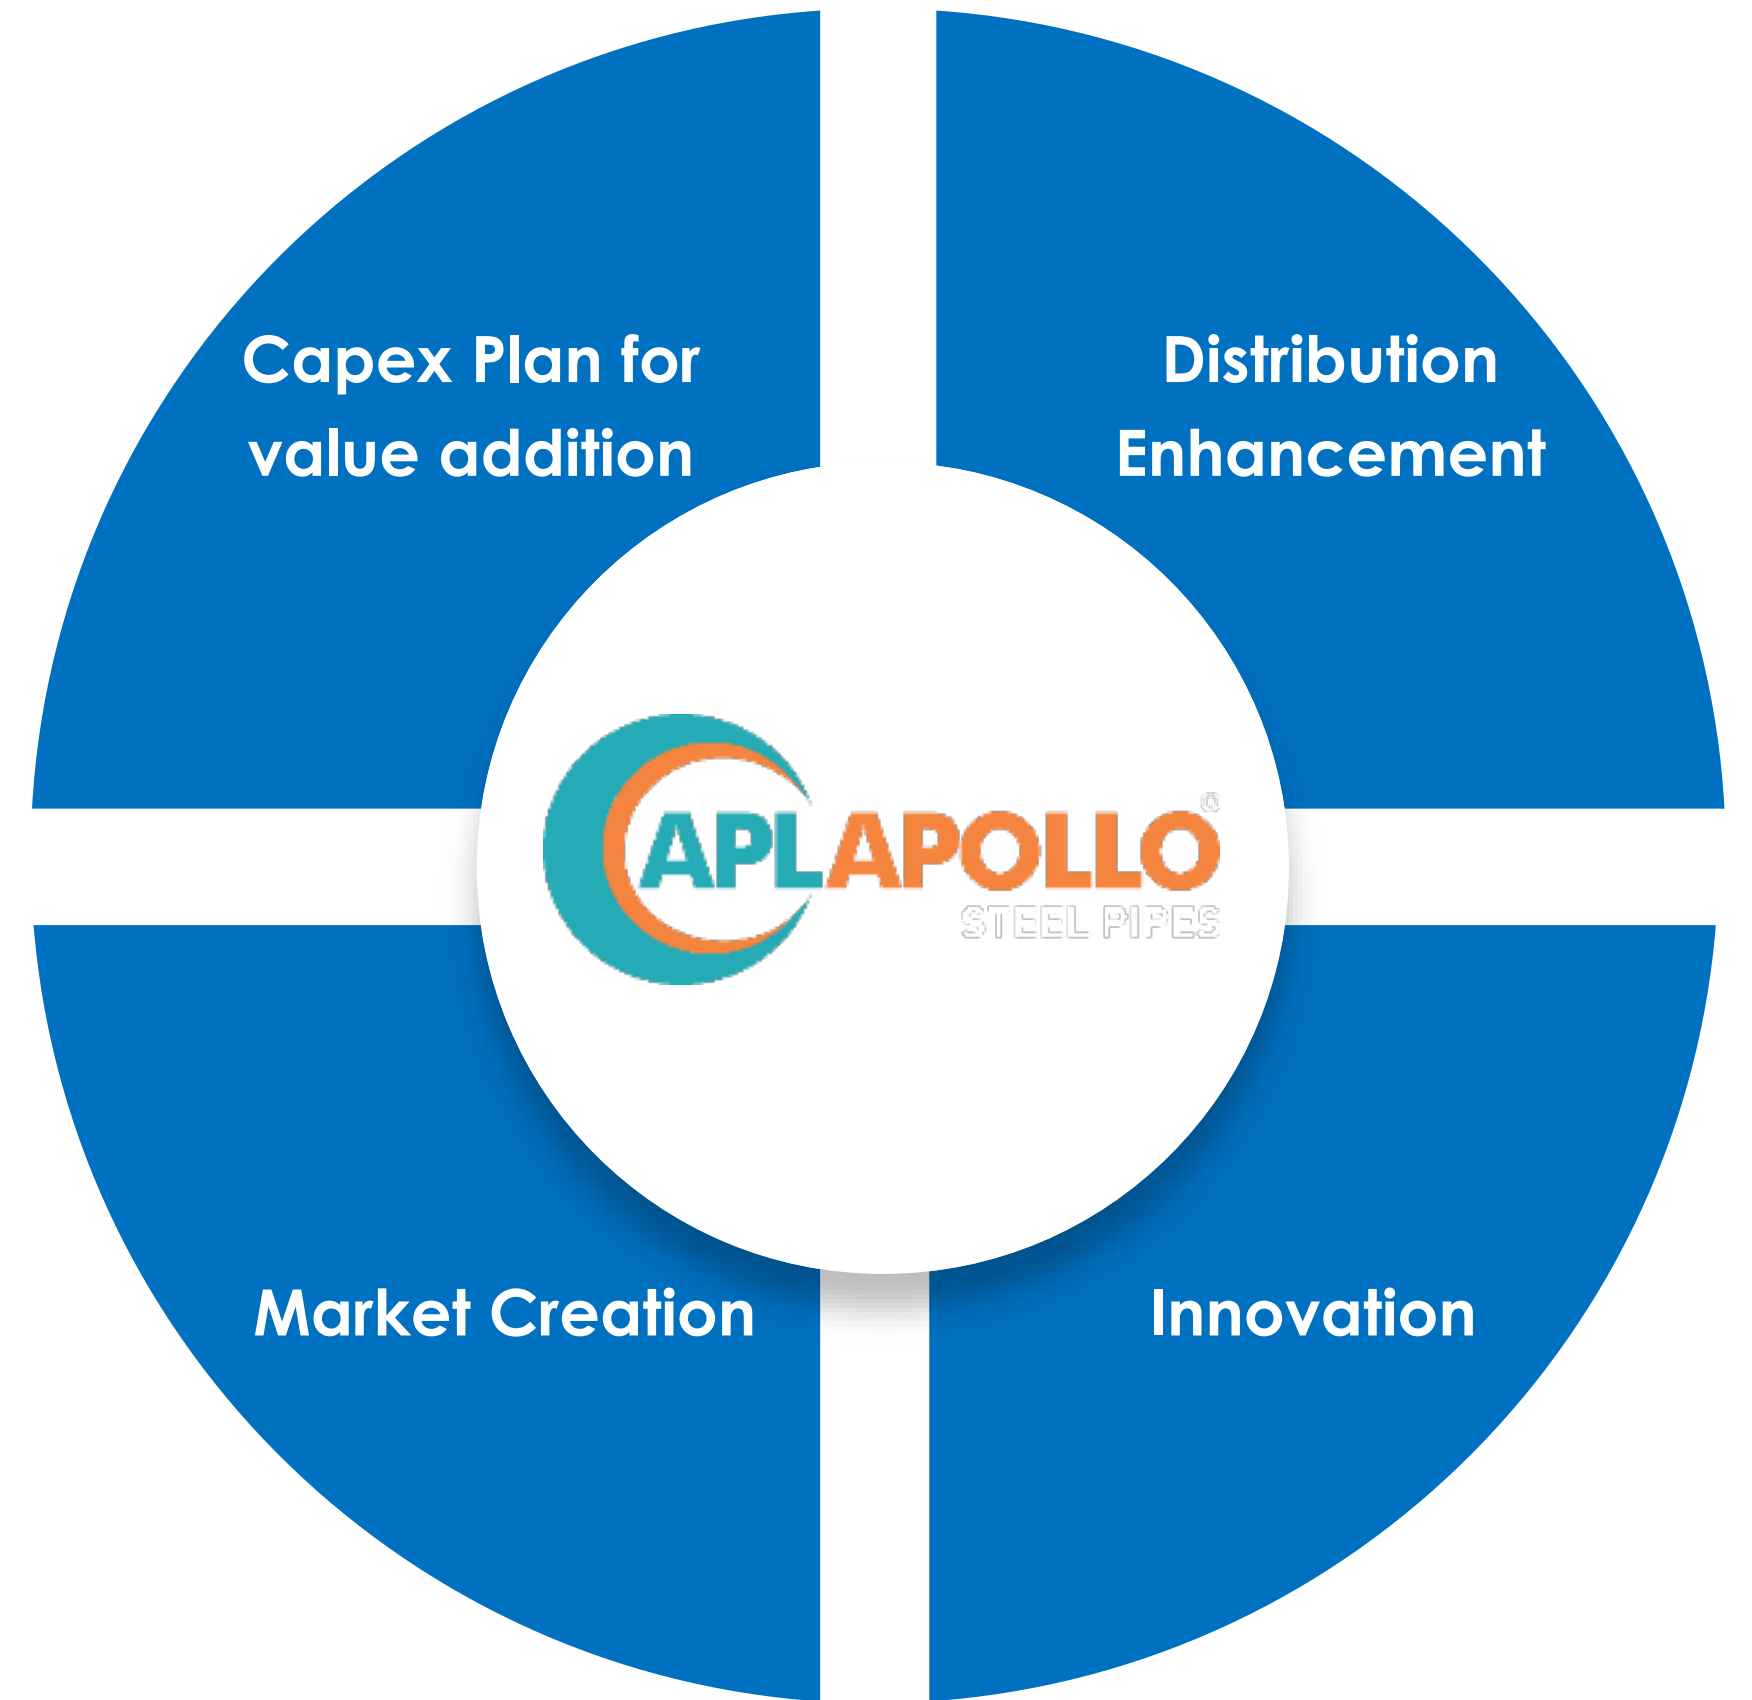 Capex Plan for
value addition
Distribution
Enhancement
APLAPOLLO®
STEEL PIPES
Market Creation
Innovation